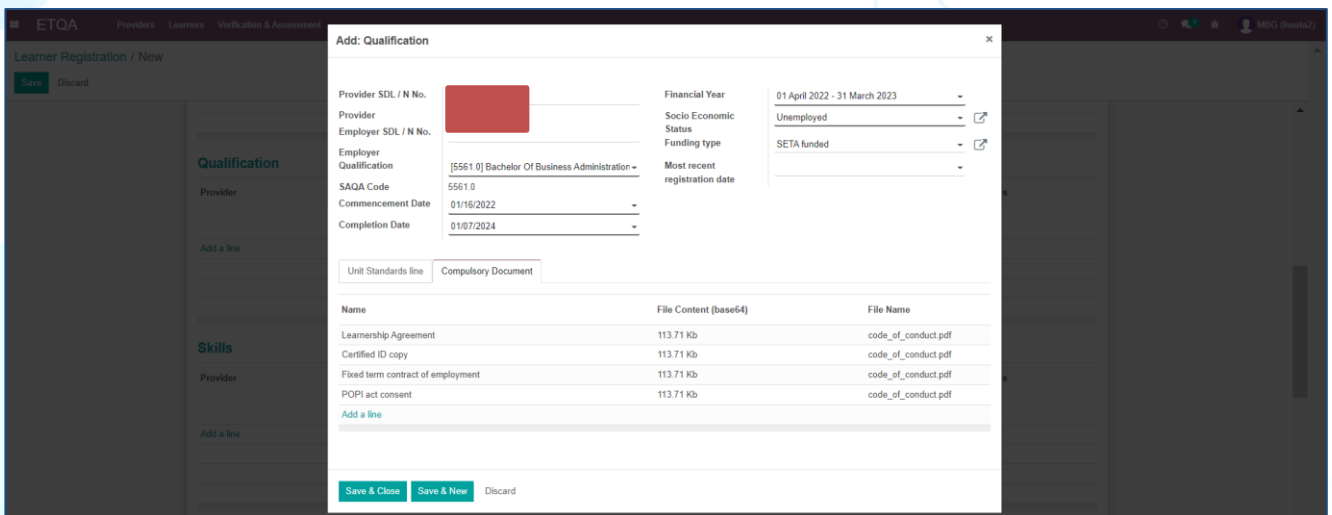 ETQA Providers Learners Verification & Assessment MBG (inseta2)
Learner Registration / New
Save Discard
Add: Qualification ×
Provider SDL / N No.
Provider
Employer SDL / N No.
Employer
Qualification [5561.0] Bachelor Of Business Administration
SAQA Code 5561.0
Commencement Date 01/16/2022
Completion Date 01/07/2024
Financial Year 01 April 2022 - 31 March 2023
Socio Economic
Status Unemployed
Funding type SETA funded
Most recent
registration date
Unit Standards line Compulsory Document
Name File Content (base64) File Name
Learnership Agreement 113.71 Kb code_of_conduct.pdf
Certified ID copy 113.71 Kb code_of_conduct.pdf
Fixed term contract of employment 113.71 Kb code_of_conduct.pdf
POPI act consent 113.71 Kb code_of_conduct.pdf
Add a line
Save & Close Save & New Discard
Qualification
Provider
Add a line
Skills
Provider
Add a line